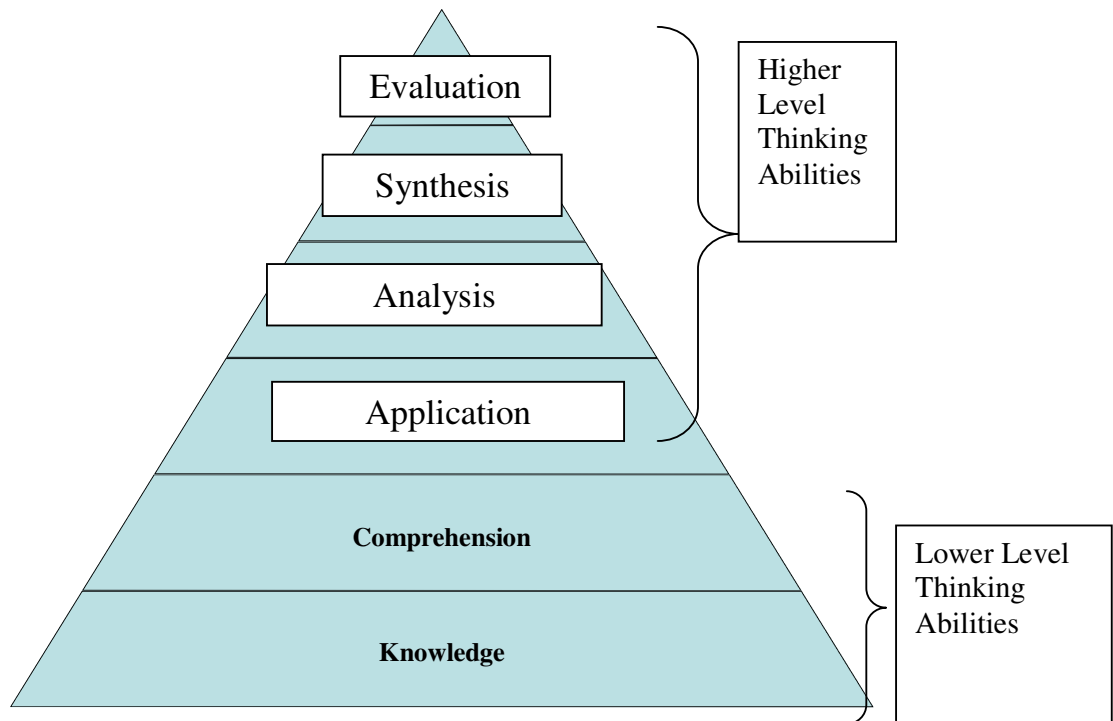 Evaluation
Higher
Level
Thinking
Abilities
Synthesis
Analysis
Application
Comprehension
Lower Level
Thinking
Abilities
Knowledge